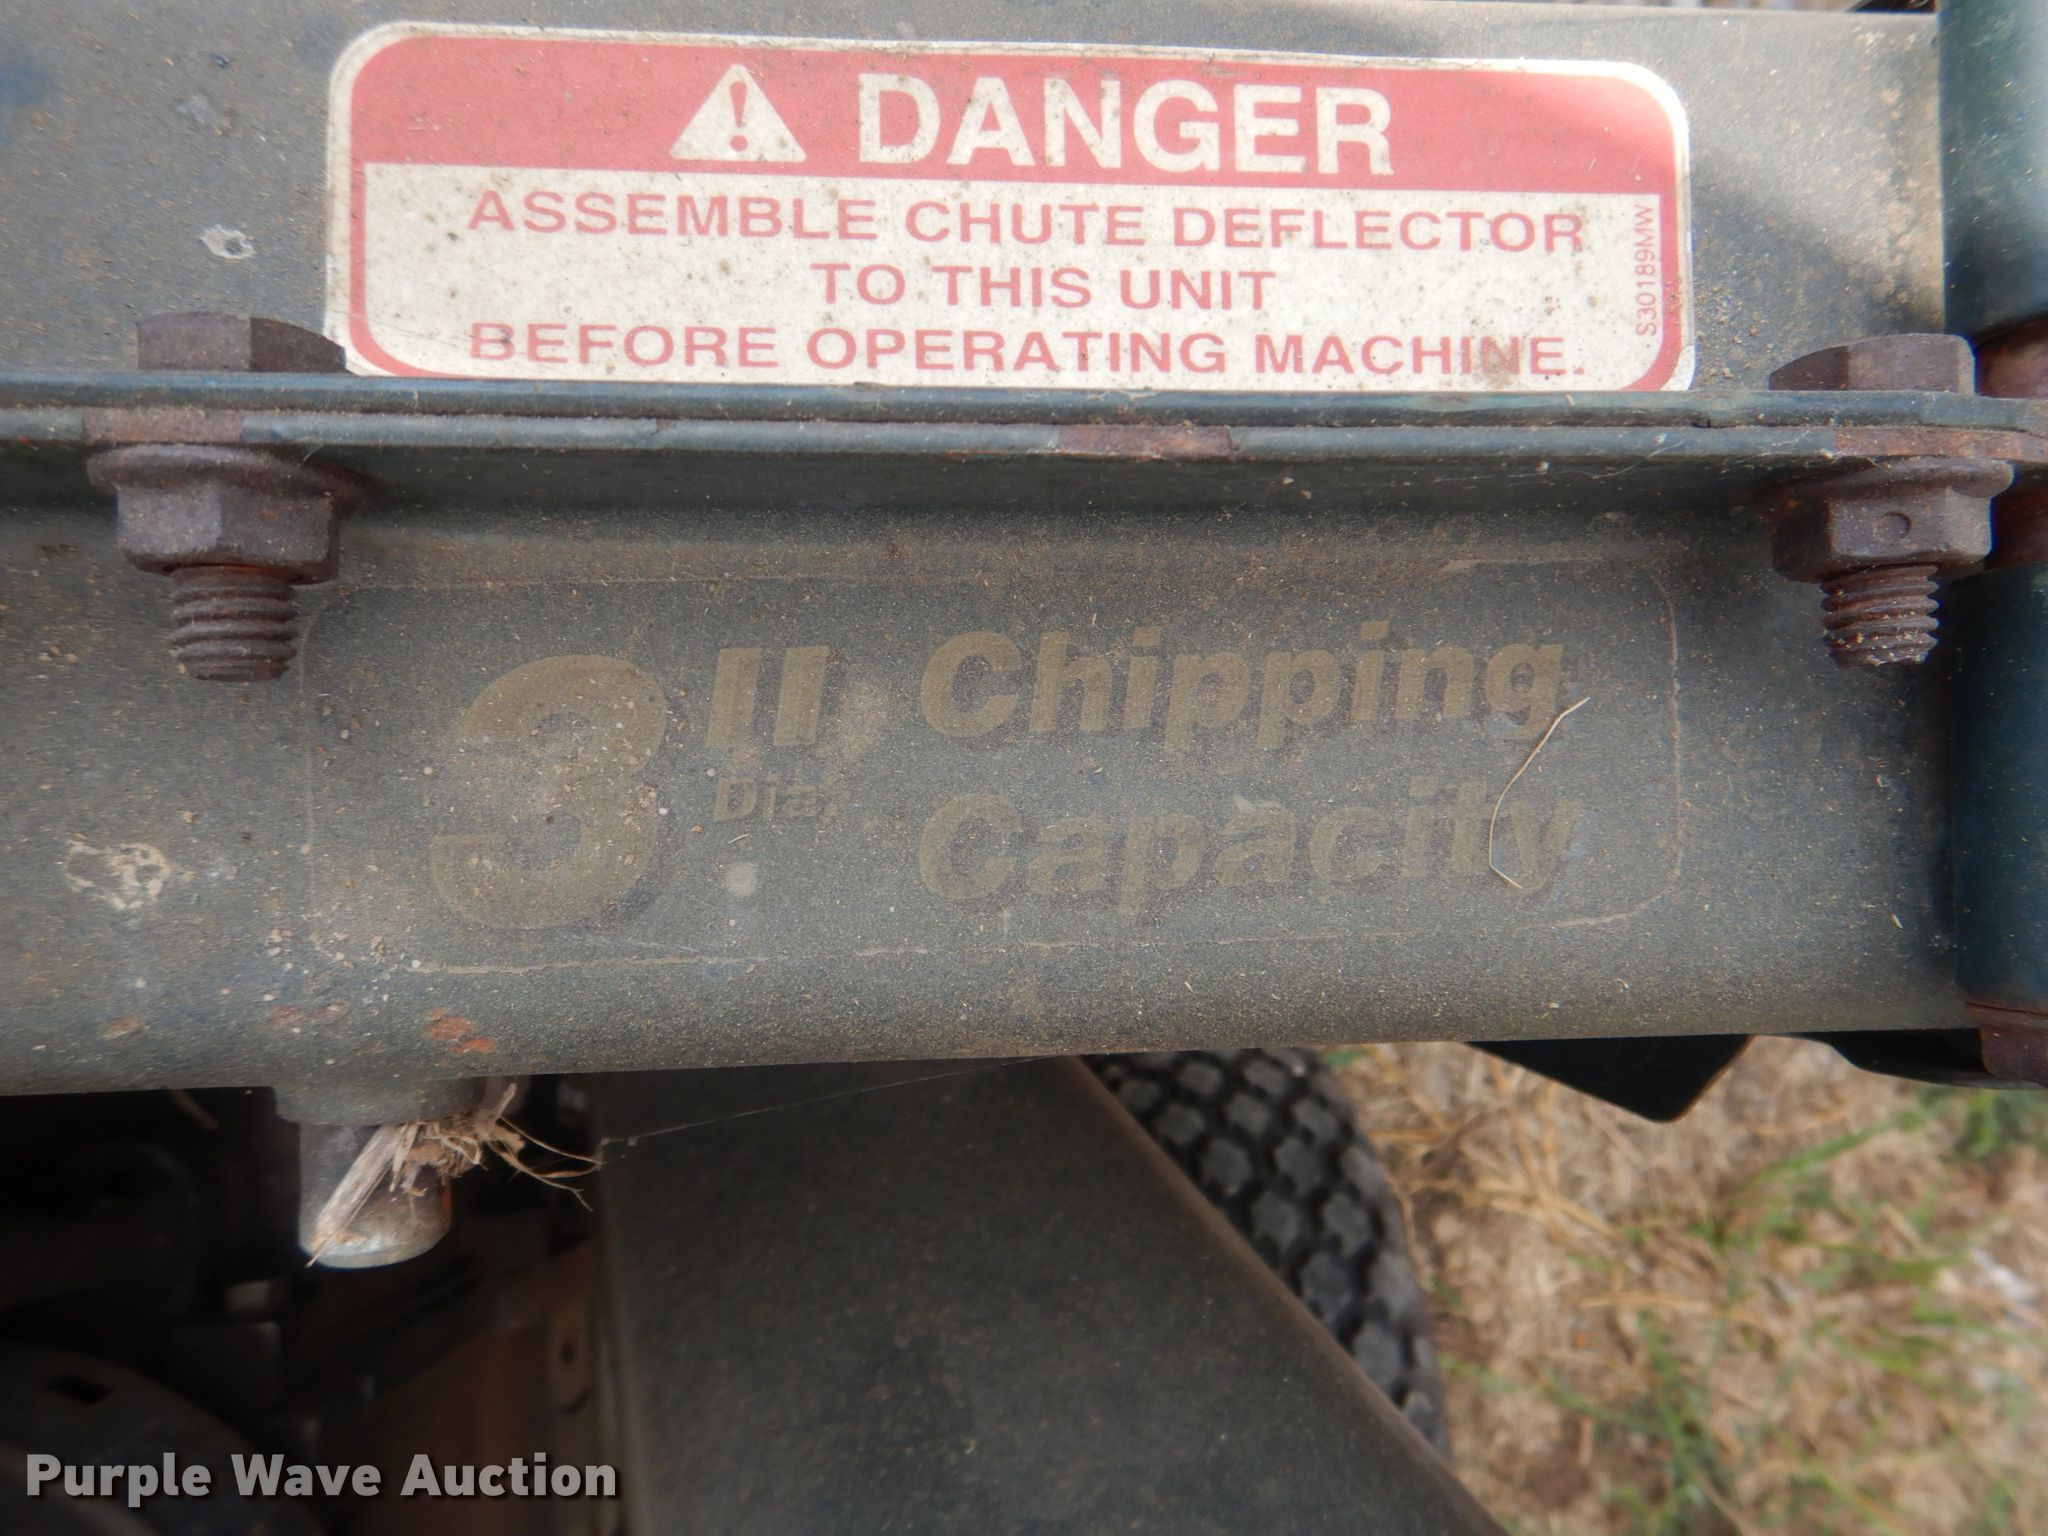 DANGER
ASSEMBLE CHUTE DEFLECTOR
TO THIS UNIT
BEFORE OPERATING MACHINE.
S30189MW
3" Chipping
Dia. Capacity
Purple Wave Auction